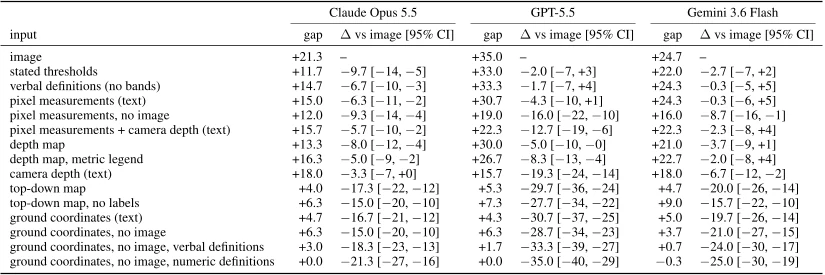 Claude Opus 5.5 GPT-5.5 Gemini 3.6 Flash
input gap Δ vs image [95% CI] gap Δ vs image [95% CI] gap Δ vs image [95% CI]
image +21.3 – +35.0 – +24.7 –
stated thresholds +11.7 −9.7 [−14, −5] +33.0 −2.0 [−7, +3] +22.0 −2.7 [−7, +2]
verbal definitions (no bands) +14.7 −6.7 [−10, −3] +33.3 −1.7 [−7, +4] +24.3 −0.3 [−5, +5]
pixel measurements (text) +15.0 −6.3 [−11, −2] +30.7 −4.3 [−10, +1] +24.3 −0.3 [−6, +5]
pixel measurements, no image +12.0 −9.3 [−14, −4] +19.0 −16.0 [−22, −10] +16.0 −8.7 [−16, −1]
pixel measurements + camera depth (text) +15.7 −5.7 [−10, −2] +22.3 −12.7 [−19, −6] +22.3 −2.3 [−8, +4]
depth map +13.3 −8.0 [−12, −4] +30.0 −5.0 [−10, −0] +21.0 −3.7 [−9, +1]
depth map, metric legend +16.3 −5.0 [−9, −2] +26.7 −8.3 [−13, −4] +22.7 −2.0 [−8, +4]
camera depth (text) +18.0 −3.3 [−7, +0] +15.7 −19.3 [−24, −14] +18.0 −6.7 [−12, −2]
top-down map +4.0 −17.3 [−22, −12] +5.3 −29.7 [−36, −24] +4.7 −20.0 [−26, −14]
top-down map, no labels +6.3 −15.0 [−20, −10] +7.3 −27.7 [−34, −22] +9.0 −15.7 [−22, −10]
ground coordinates (text) +4.7 −16.7 [−21, −12] +4.3 −30.7 [−37, −25] +5.0 −19.7 [−26, −14]
ground coordinates, no image +6.3 −15.0 [−20, −10] +6.3 −28.7 [−34, −23] +3.7 −21.0 [−27, −15]
ground coordinates, no image, verbal definitions +3.0 −18.3 [−23, −13] +1.7 −33.3 [−39, −27] +0.7 −24.0 [−30, −17]
ground coordinates, no image, numeric definitions +0.0 −21.3 [−27, −16] +0.0 −35.0 [−40, −29] −0.3 −25.0 [−30, −19]